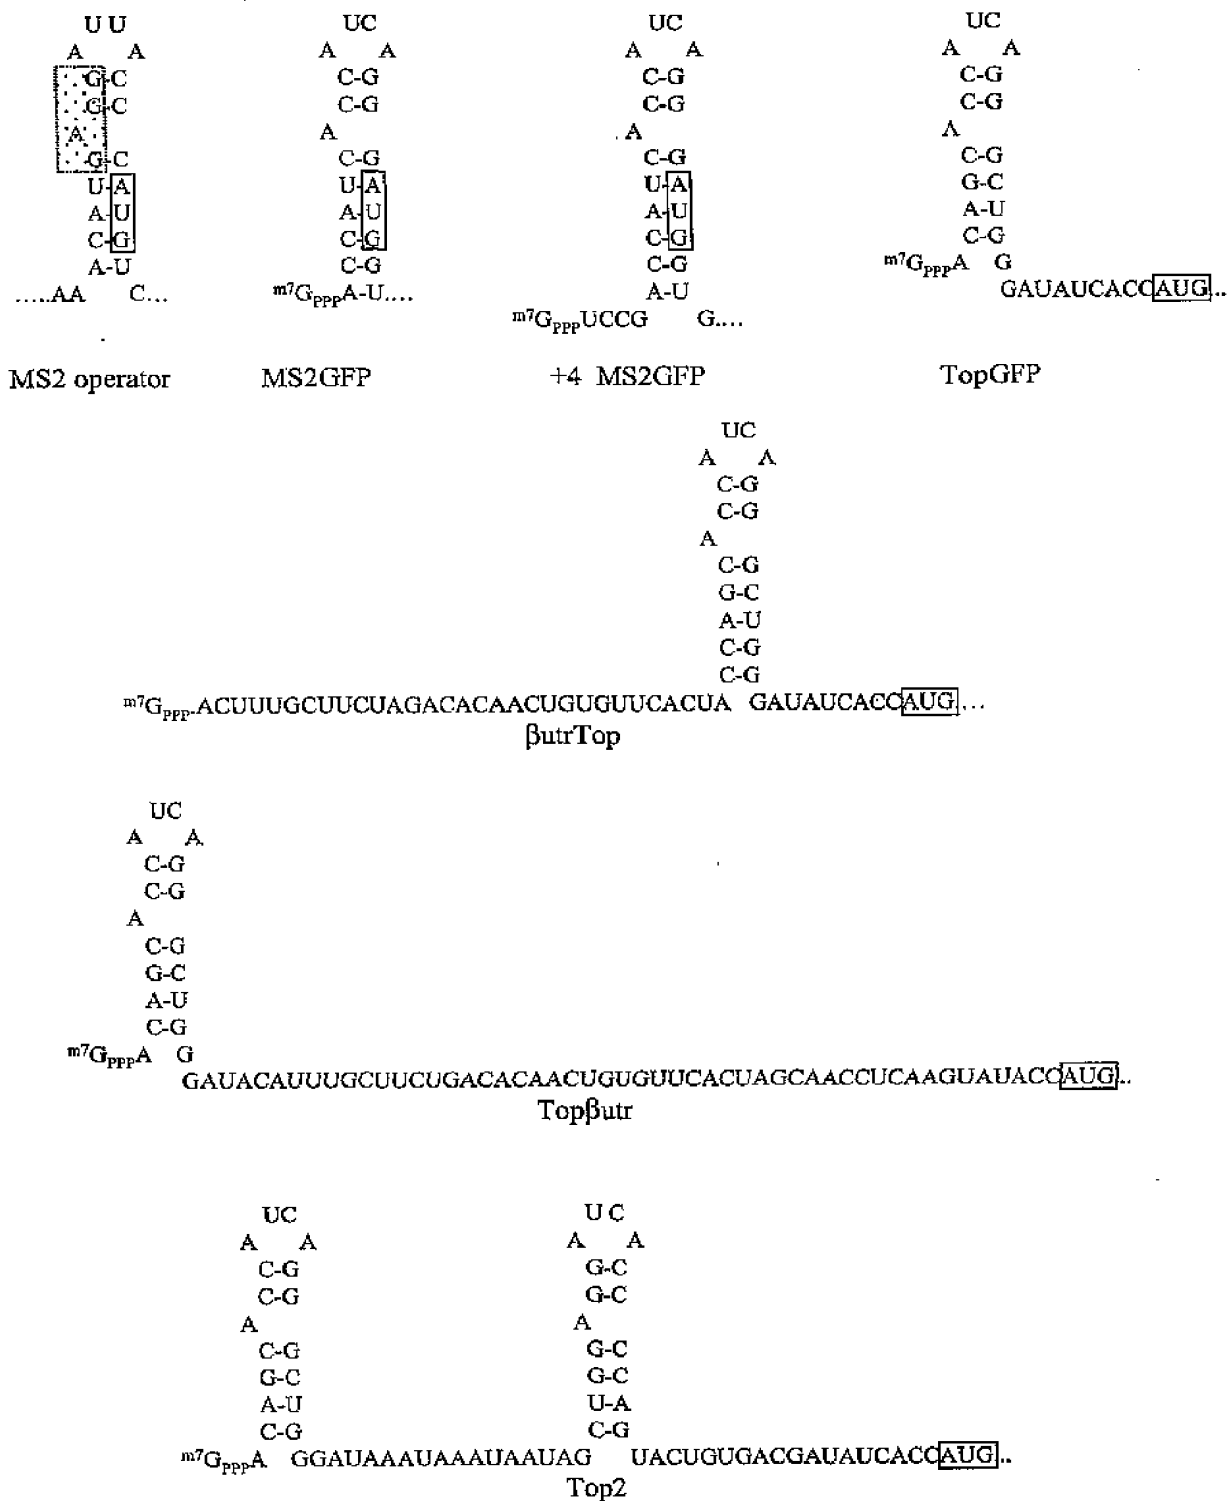 UU
A A
G-C
G-C
A
G-C
U-A
A-U
C-G
A-U
.....AA C...
MS2 operator
UC
A A
C-G
C-G
A
C-G
U-A
A-U
C-G
C-G
m7GPPPA-U....
MS2GFP
UC
A A
C-G
C-G
A
C-G
U-A
A-U
C-G
C-G
A-U
m7GPPPUCCG G....
+4 MS2GFP
UC
A A
C-G
C-G
A
C-G
G-C
A-U
C-G
m7GPPPA G
GAUAUCACCAUG..
TopGFP
UC
A A
C-G
C-G
A
C-G
G-C
A-U
C-G
C-G
m7GPPP-ACUUUGCUUCUAGACACAACUGUGUUCACUA GAUAUCACCAUG...
βutrTop
UC
A A
C-G
C-G
A
C-G
G-C
A-U
C-G
m7GPPPA G
GAUACAUUUGCUUCUGACACAACUGUGUUCACUAGCAACCUCAAGUAUACCAUG..
Topβutr
UC
A A
C-G
C-G
A
C-G
G-C
A-U
C-G
UC
A A
G-C
G-C
A
G-C
G-C
U-A
C-G
m7GPPPA GGAUAAAUAAAUAAUAG UACUGUGACGAUAUCACCAUG..
Top2